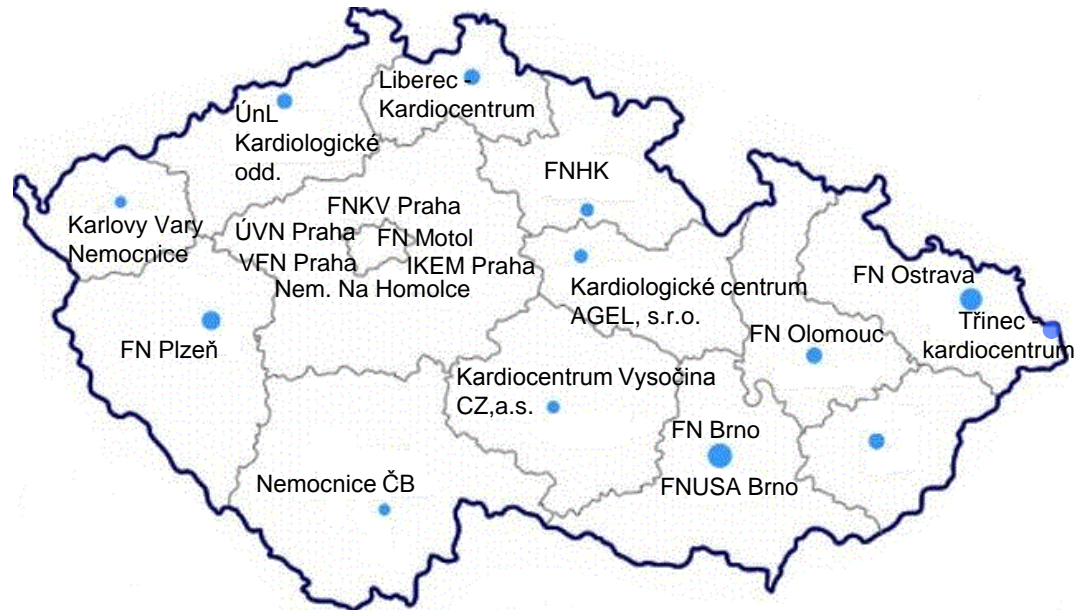 Liberec -
Kardiocentrum
ÚnL
Kardiologické
odd.
FNHK
Karlovy Vary
Nemocnice
FNKV Praha
ÚVN Praha
FN Motol
VFN Praha
IKEM Praha
Nem. Na Homolce
Kardiologické centrum
AGEL, s.r.o.
FN Ostrava
Třinec -
kardiocentrum
FN Olomouc
FN Plzeň
Kardiocentrum Vysočina
CZ,a.s.
FN Brno
FNUSA Brno
Nemocnice ČB